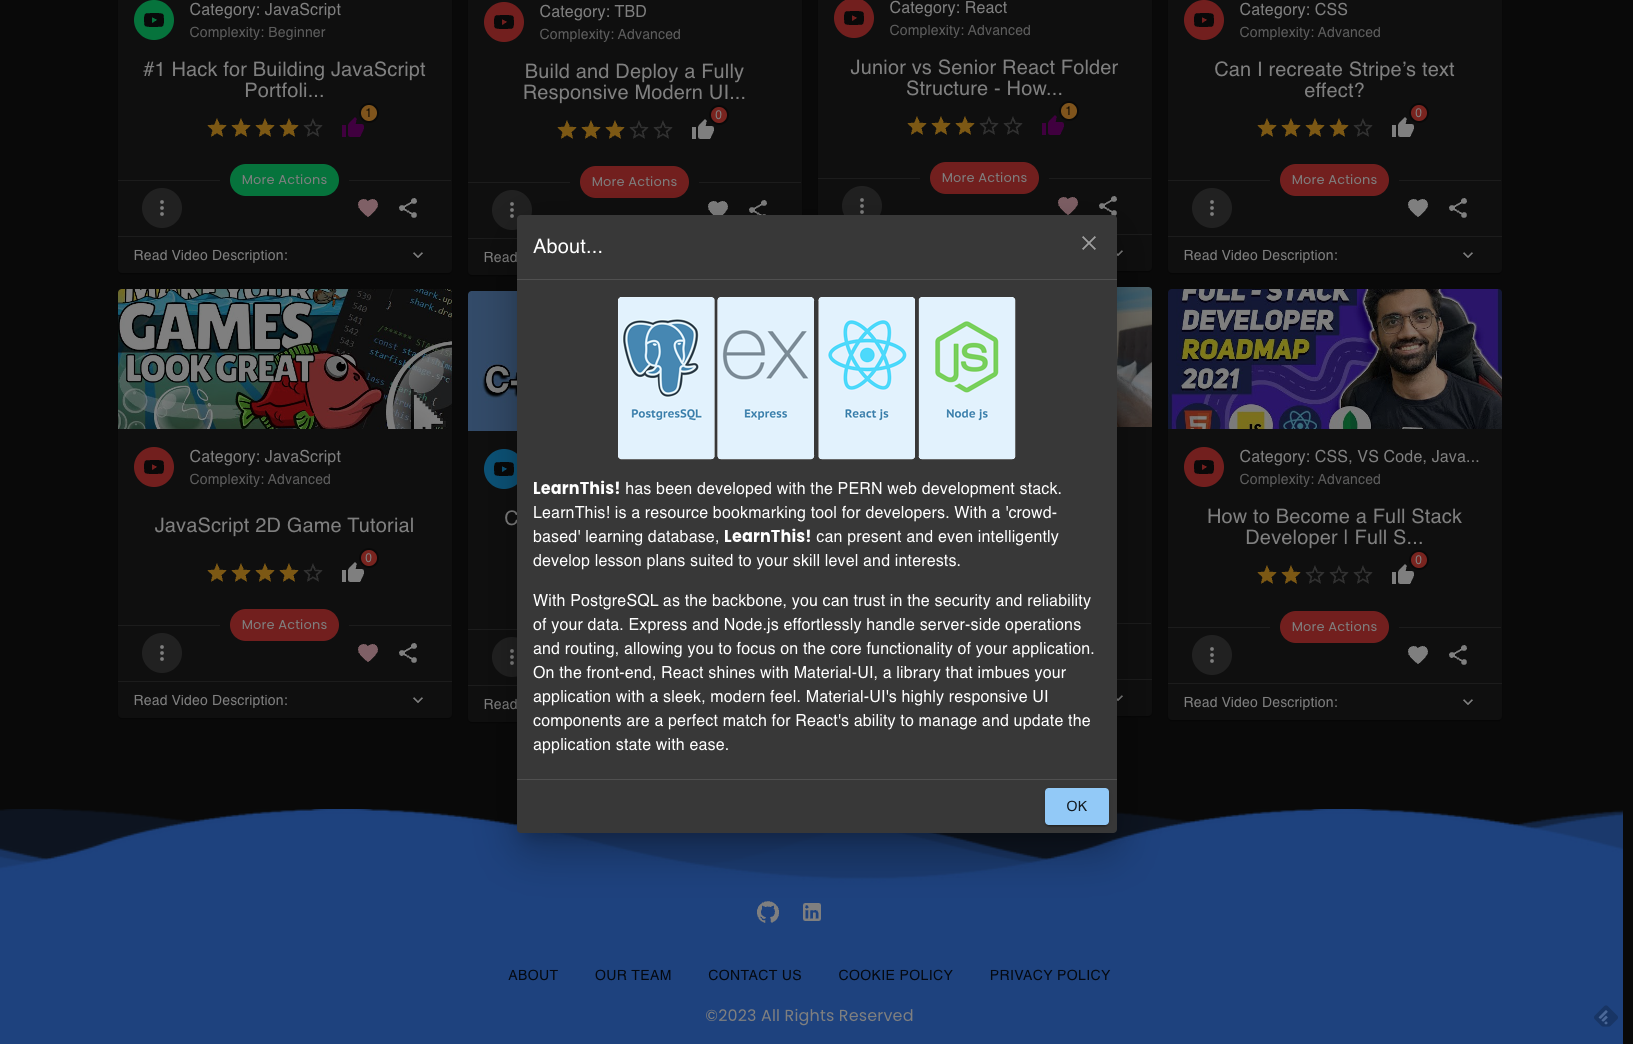 Category: JavaScript
Complexity: Beginner
#1 Hack for Building JavaScript
Portfoli...
1
More Actions
Read Video Description:
Category: TBD
Complexity: Advanced
Build and Deploy a Fully
Responsive Modern UI...
0
More Actions
Read
Category: React
Complexity: Advanced
Junior vs Senior React Folder
Structure - How...
1
More Actions
Category: CSS
Complexity: Advanced
Can I recreate Stripe’s text
effect?
0
More Actions
Read Video Description:
About...
PostgresSQL
Express
React js
Node js
LearnThis! has been developed with the PERN web development stack.
LearnThis! is a resource bookmarking tool for developers. With a 'crowd-
based' learning database, LearnThis! can present and even intelligently
develop lesson plans suited to your skill level and interests.
With PostgreSQL as the backbone, you can trust in the security and reliability
of your data. Express and Node.js effortlessly handle server-side operations
and routing, allowing you to focus on the core functionality of your application.
On the front-end, React shines with Material-UI, a library that imbues your
application with a sleek, modern feel. Material-UI's highly responsive UI
components are a perfect match for React's ability to manage and update the
application state with ease.
OK
GAMES
LOOK GREAT
Category: JavaScript
Complexity: Advanced
JavaScript 2D Game Tutorial
0
More Actions
Read Video Description:
Read
FULL - STACK
DEVELOPER
ROADMAP
2021
Category: CSS, VS Code, Java...
Complexity: Advanced
How to Become a Full Stack
Developer | Full S...
0
More Actions
Read Video Description:
ABOUT
OUR TEAM
CONTACT US
COOKIE POLICY
PRIVACY POLICY
©2023 All Rights Reserved